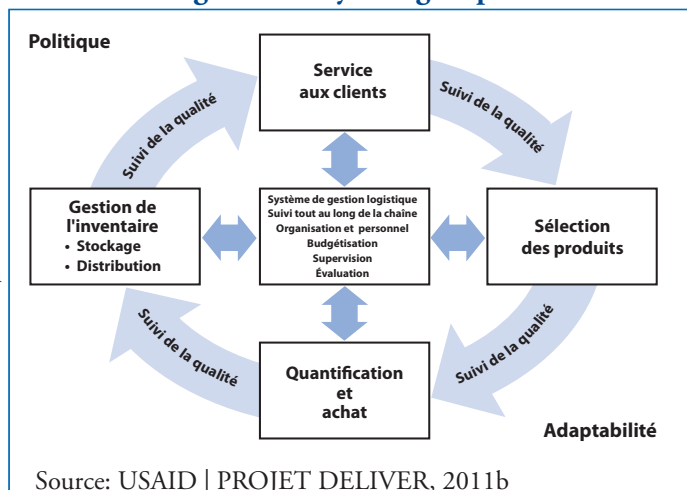 Politique
Service
aux clients
Suivi de la qualité
Suivi de la qualité
Gestion de
l'inventaire
• Stockage
• Distribution
Système de gestion logistique
Suivi tout au long de la chaîne
Organisation et personnel
Budgétisation
Supervision
Évaluation
Sélection
des produits
Suivi de la qualité
Suivi de la qualité
Quantification
et
achat
Adaptabilité
Source: USAID | PROJET DELIVER, 2011b